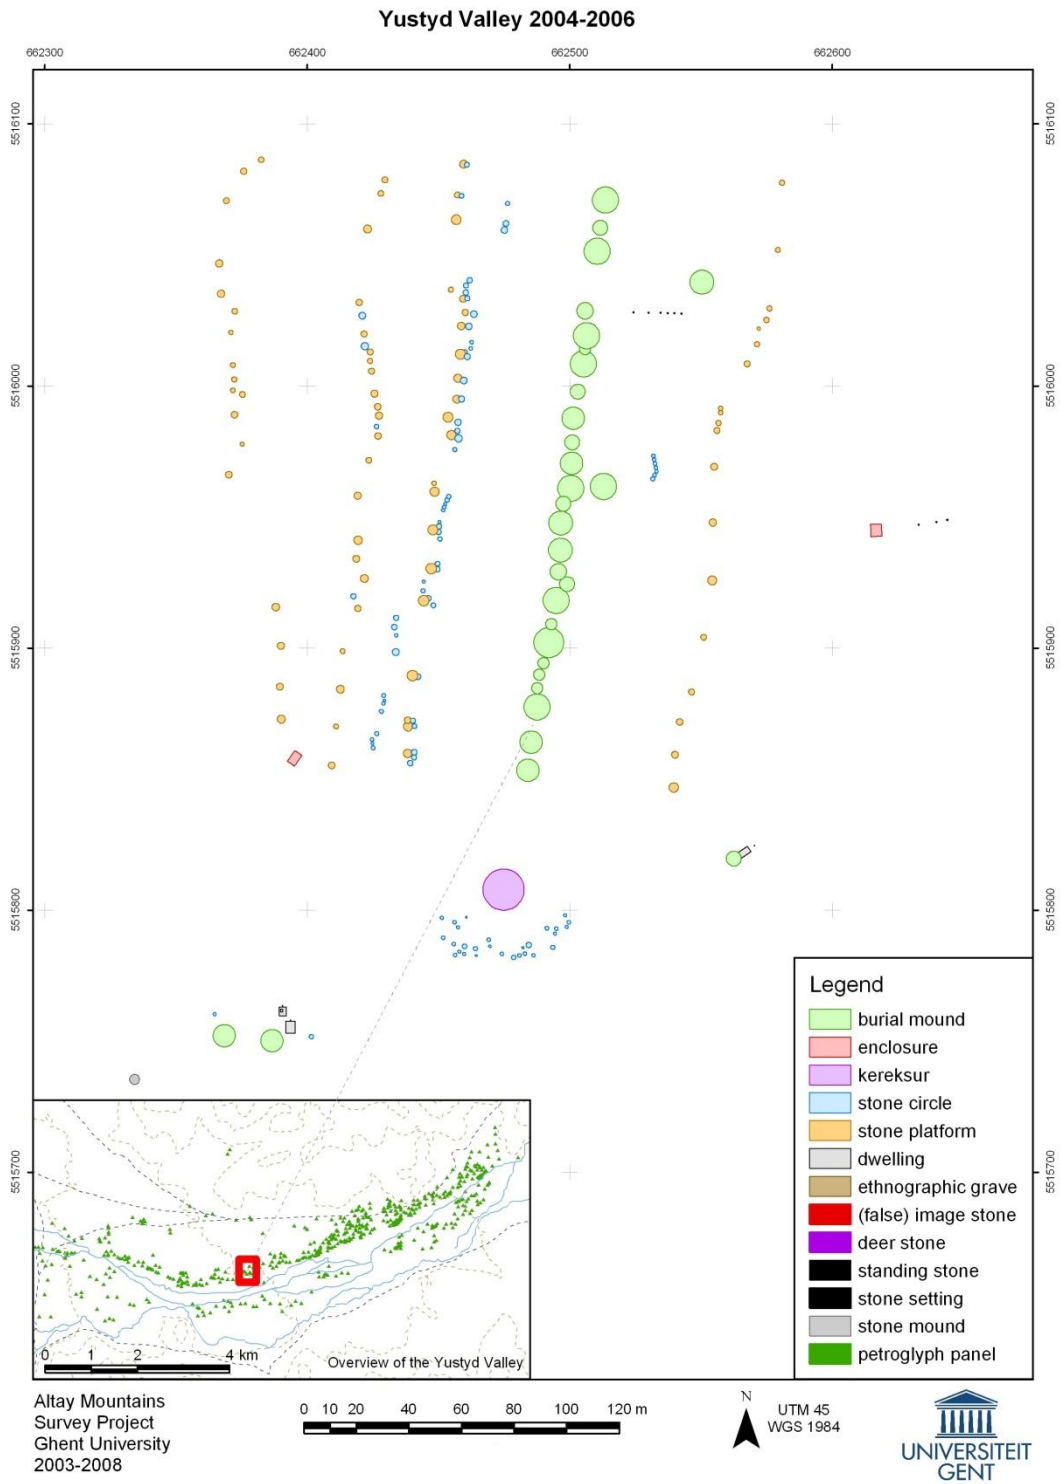 Yustyd Valley 2004-2006
662300 662400 662500 662600
5516100 5516100
5516000 5516000
5515900 5515900
5515800 5515800
5515700 5515700
Legend
burial mound
enclosure
kereksur
stone circle
stone platform
dwelling
ethnographic grave
(false) image stone
deer stone
standing stone
stone setting
stone mound
petroglyph panel
0 1 2 4 km
Overview of the Yustyd Valley
Altay Mountains
Survey Project
Ghent University
2003-2008
0 10 20 40 60 80 100 120 m
N
UTM 45
WGS 1984
UNIVERSITEIT
GENT